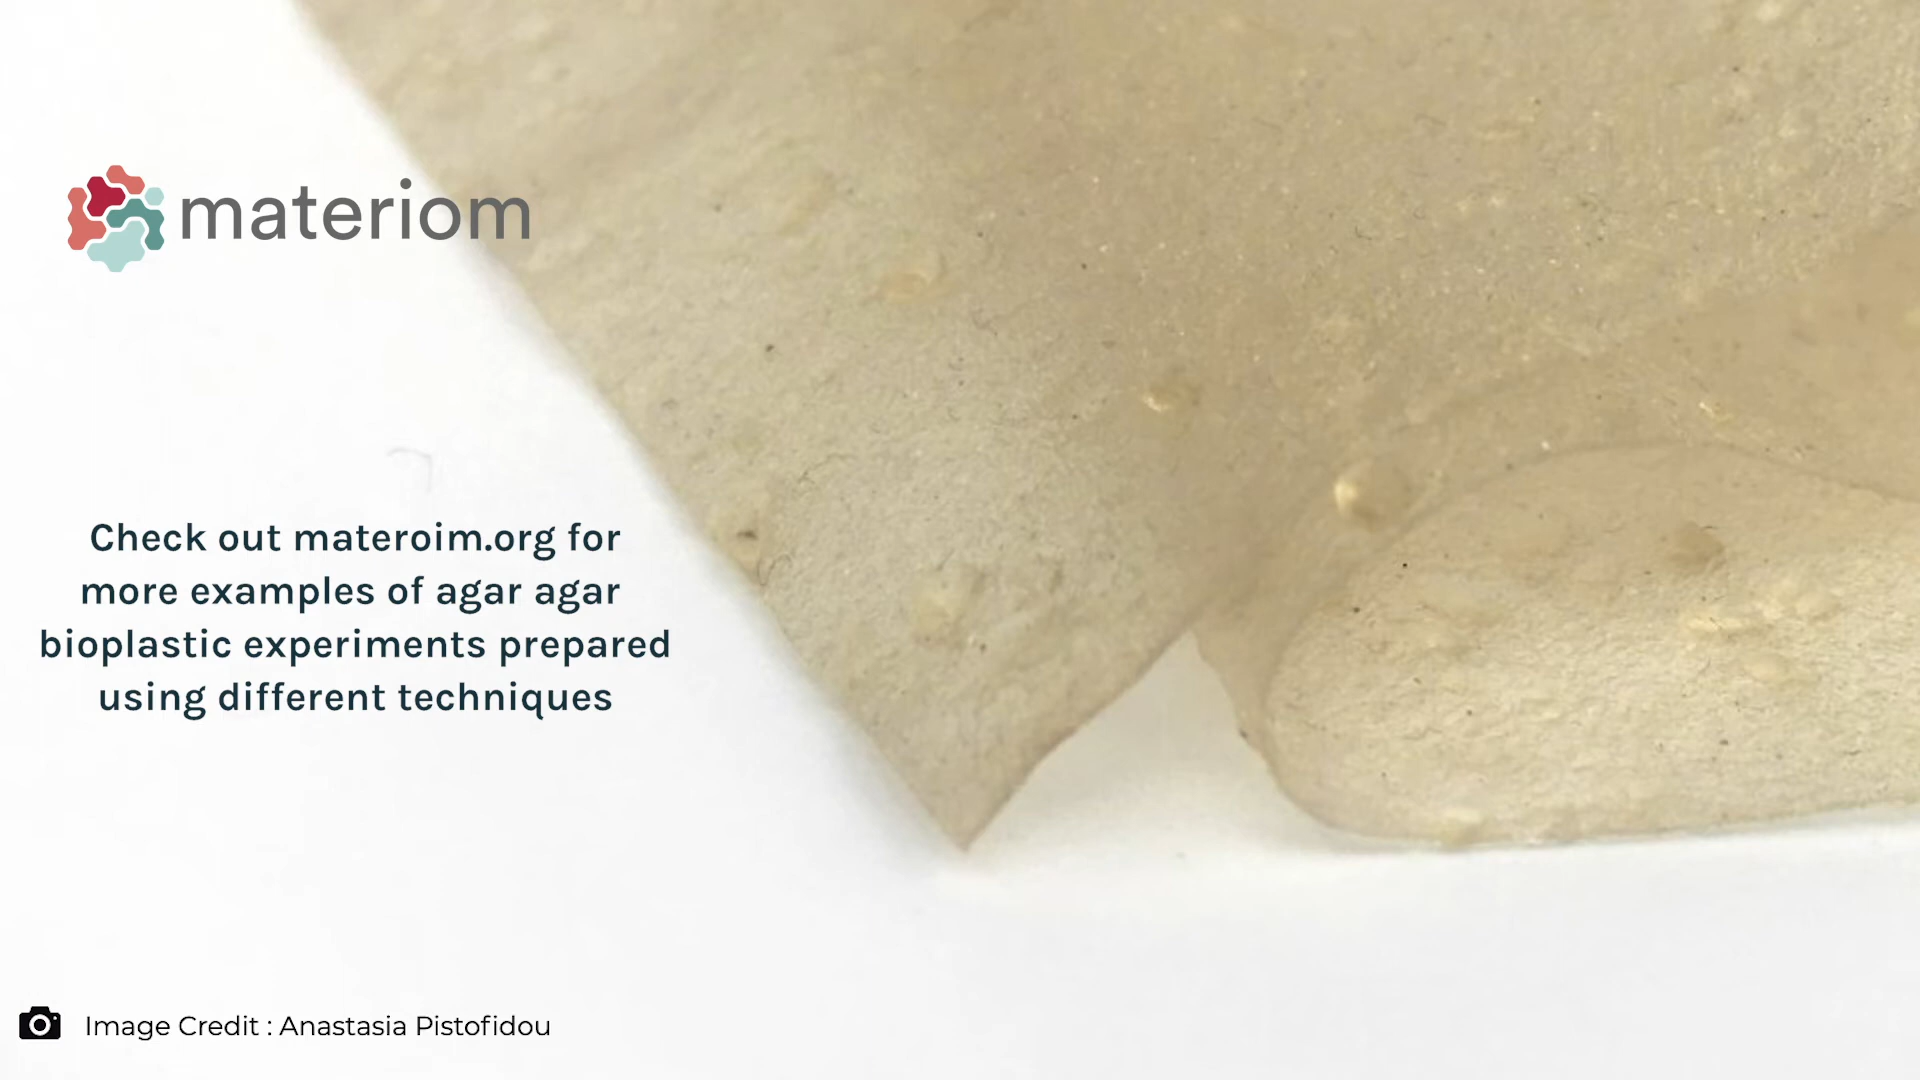 materiom
Check out materoim.org for
more examples of agar agar
bioplastic experiments prepared
using different techniques
Image Credit : Anastasia Pistofidou